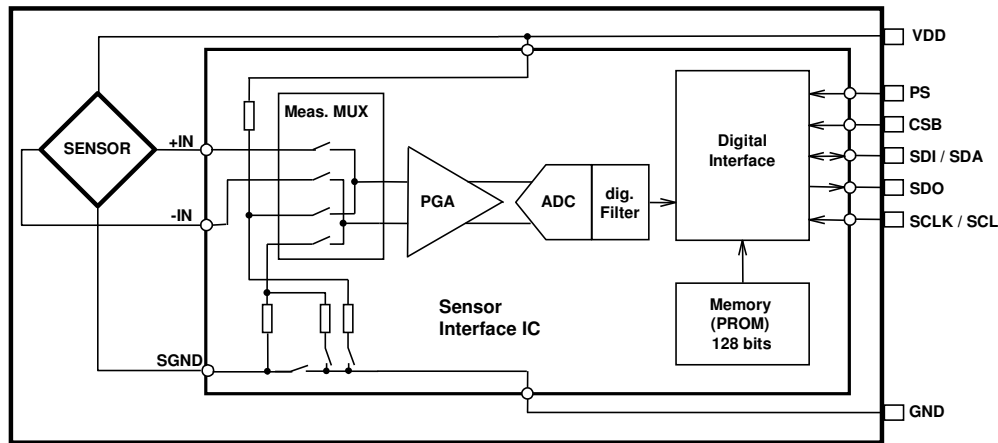 VDD
PS
Meas. MUX
CSB
+IN
SENSOR
Digital
Interface
SDI / SDA
PGA
ADC
dig.
Filter
SDO
-IN
SCLK / SCL
Sensor
Interface IC
Memory
(PROM)
128 bits
SGND
GND